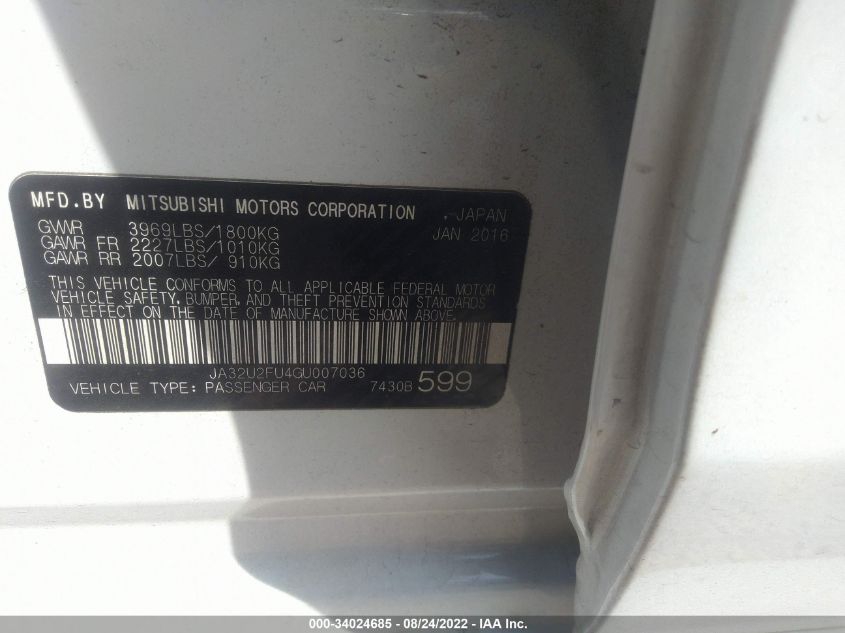 MFD.BY MITSUBISHI MOTORS CORPORATION .-JAPAN
GVWR 3969LBS/1800KG JAN 2016
GAWR FR 2227LBS/1010KG
GAWR RR 2007LBS/ 910KG
THIS VEHICLE CONFORMS TO ALL APPLICABLE FEDERAL MOTOR
VEHICLE SAFETY, BUMPER, AND THEFT PREVENTION STANDARDS
IN EFFECT ON THE DATE OF MANUFACTURE SHOWN ABOVE.
JA32U2FU4GU007036
VEHICLE TYPE: PASSENGER CAR 7430B 599
000-34024685 - 08/24/2022 - IAA Inc.